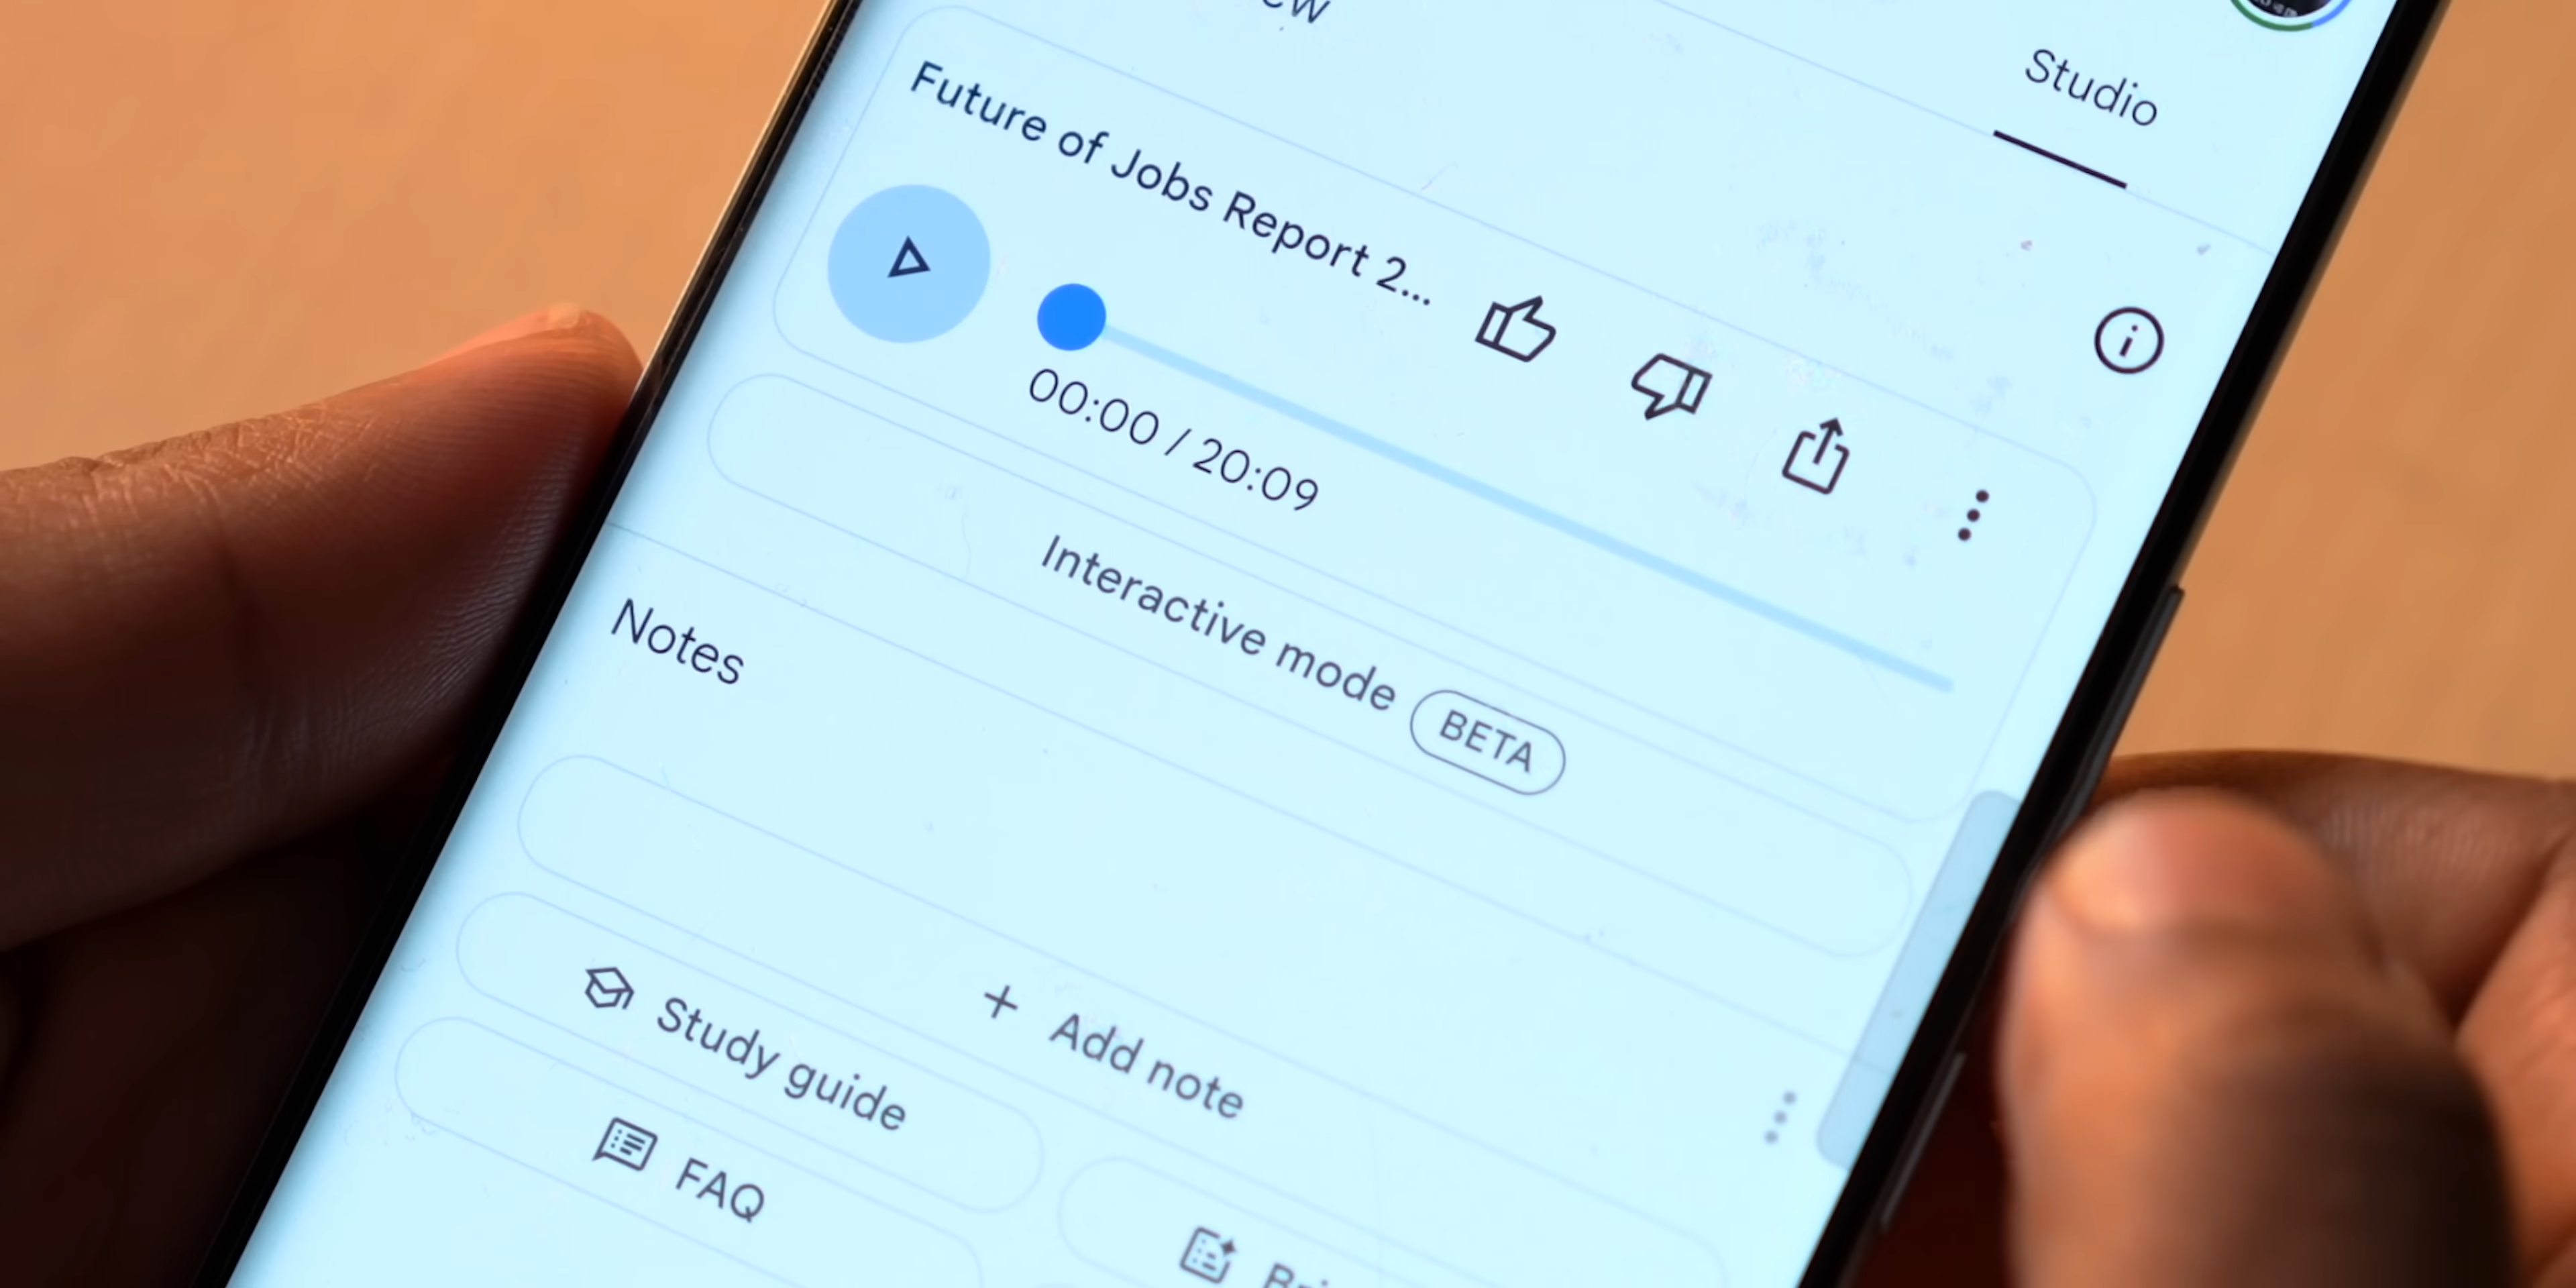 Studio
Future of Jobs Report 2...
00:00 / 20:09
Interactive mode BETA
Notes
+ Add note
Study guide
FAQ